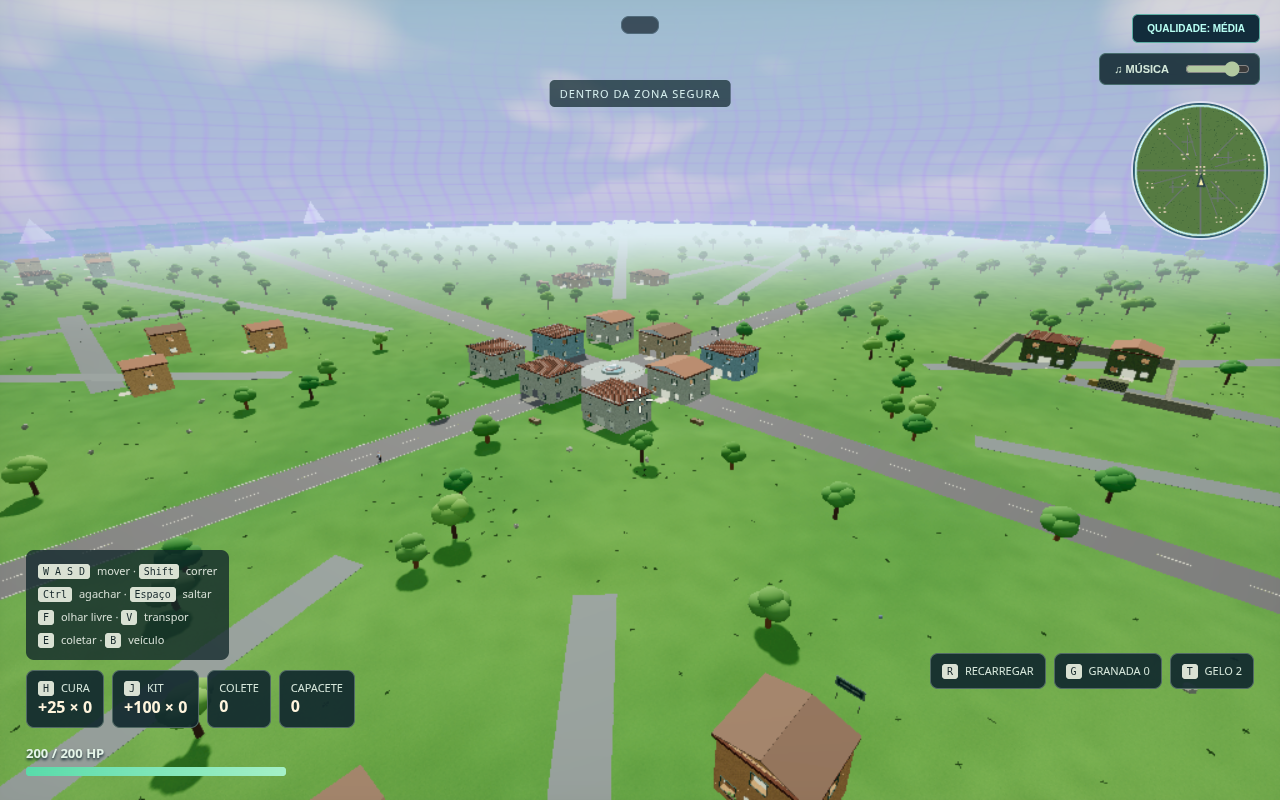 QUALIDADE: MÉDIA
♫ MÚSICA
DENTRO DA ZONA SEGURA
W A S D mover · Shift correr
Ctrl agachar · Espaço saltar
F olhar livre · V transpor
E coletar · B veículo
H CURA
+25 × 0
J KIT
+100 × 0
COLETE
0
CAPACETE
0
200 / 200 HP
R RECARREGAR
G GRANADA 0
T GELO 2